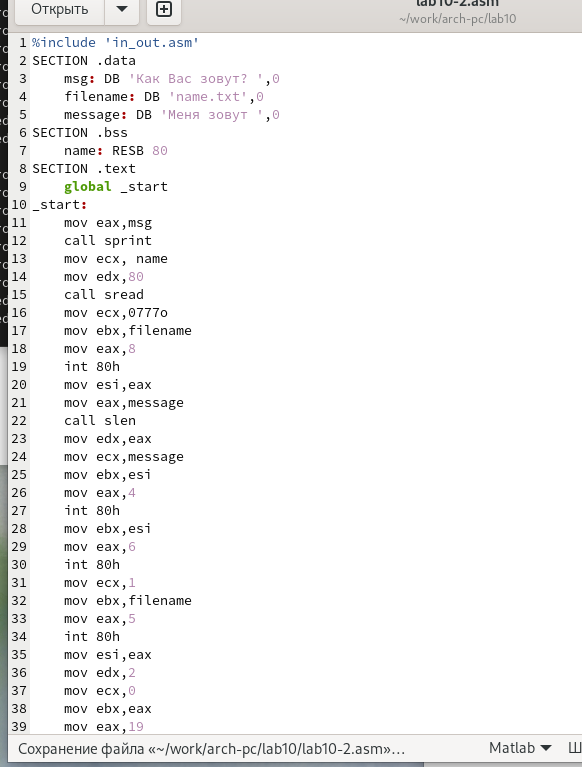 Открыть
lab10-2.asm
~/work/arch-pc/lab10
1 %include 'in_out.asm'
2 SECTION .data
3     msg: DB 'Как Вас зовут? ',0
4     filename: DB 'name.txt',0
5     message: DB 'Меня зовут ',0
6 SECTION .bss
7     name: RESB 80
8 SECTION .text
9     global _start
10 _start:
11     mov eax,msg
12     call sprint
13     mov ecx, name
14     mov edx,80
15     call sread
16     mov ecx,0777o
17     mov ebx,filename
18     mov eax,8
19     int 80h
20     mov esi,eax
21     mov eax,message
22     call slen
23     mov edx,eax
24     mov ecx,message
25     mov ebx,esi
26     mov eax,4
27     int 80h
28     mov ebx,esi
29     mov eax,6
30     int 80h
31     mov ecx,1
32     mov ebx,filename
33     mov eax,5
34     int 80h
35     mov esi,eax
36     mov edx,2
37     mov ecx,0
38     mov ebx,eax
39     mov eax,19
Сохранение файла «~/work/arch-pc/lab10/lab10-2.asm»… Matlab